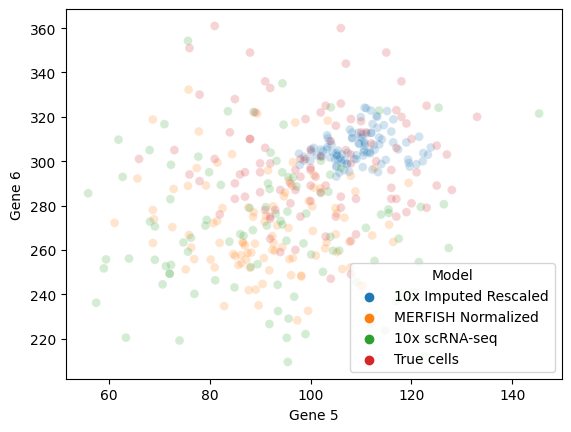 360
340
320
300
280
260
240
220
Gene 6
60
80
100
120
140
Gene 5
Model
10x Imputed Rescaled
MERFISH Normalized
10x scRNA-seq
True cells